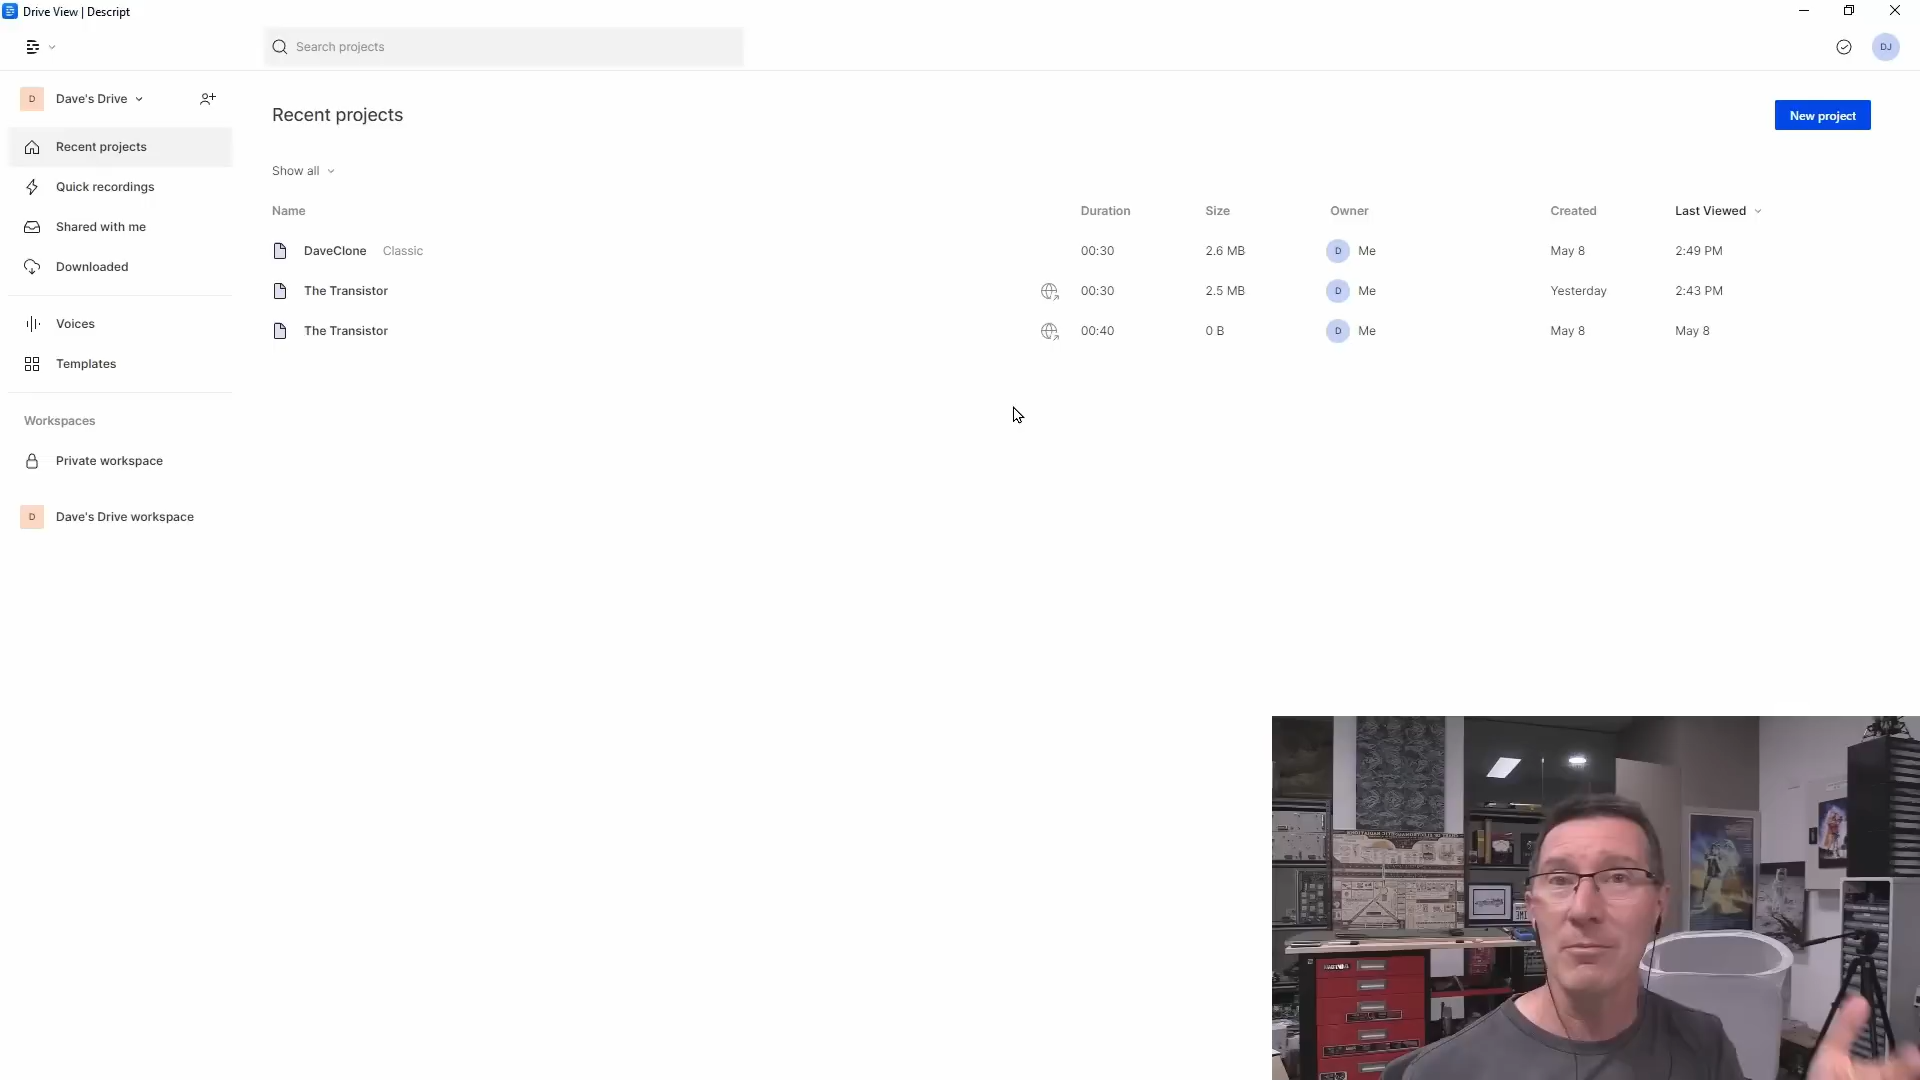 Drive View | Descript
Search projects
DJ
D Dave's Drive
Recent projects
Quick recordings
Shared with me
Downloaded
Voices
Templates
Workspaces
Private workspace
D Dave's Drive workspace
Recent projects
New project
Show all
Name Duration Size Owner Created Last Viewed
DaveClone Classic 00:30 2.6 MB D Me May 8 2:49 PM
The Transistor 00:30 2.5 MB D Me Yesterday 2:43 PM
The Transistor 00:40 0 B D Me May 8 May 8